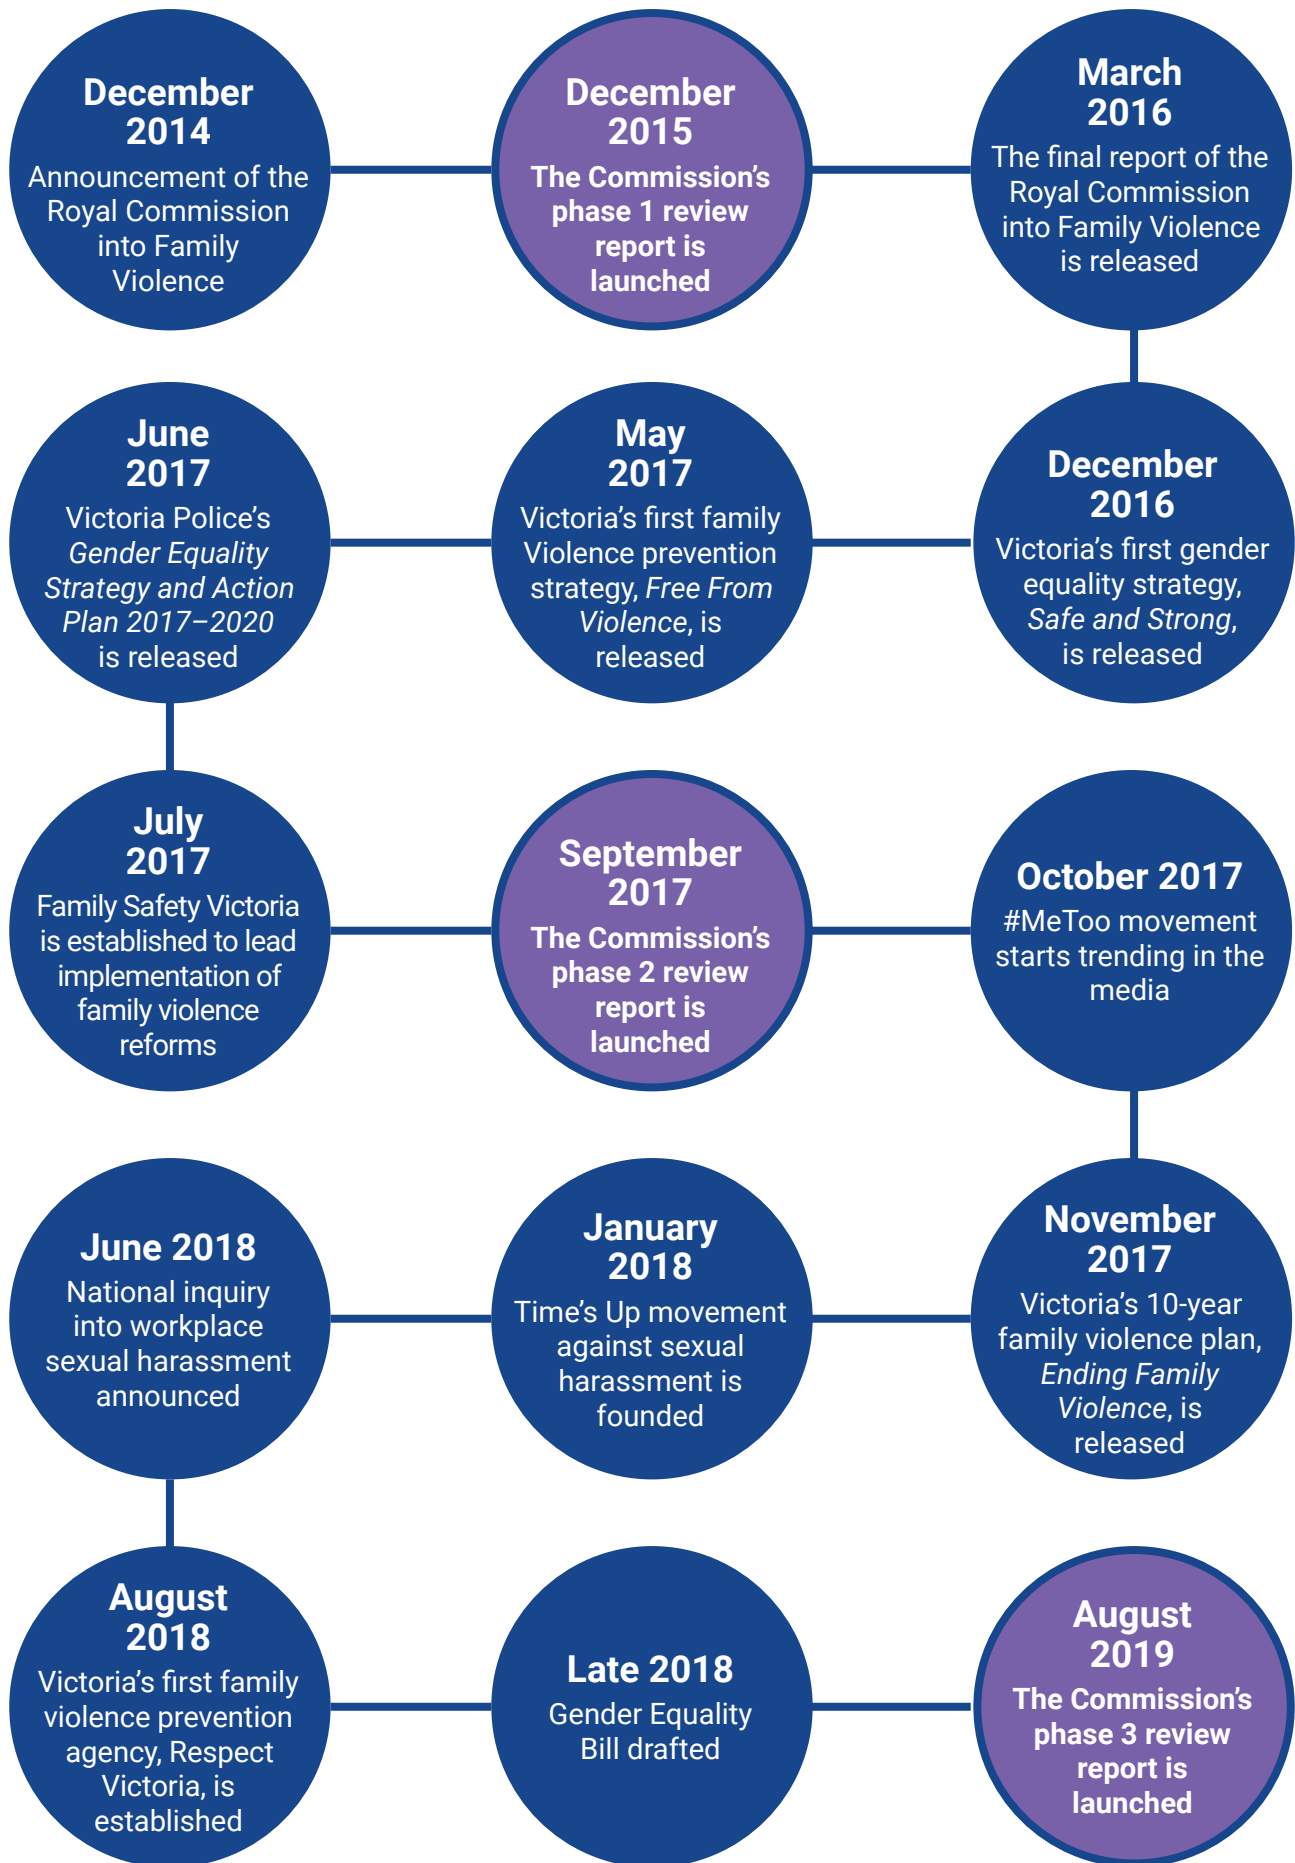 December
2014
Announcement of the
Royal Commission
into Family
Violence
December
2015
The Commission's
phase 1 review
report is
launched
March
2016
The final report of the
Royal Commission
into Family Violence
is released
December
2016
Victoria's first gender
equality strategy,
Safe and Strong,
is released
May
2017
Victoria's first family
Violence prevention
strategy, Free From
Violence, is
released
June
2017
Victoria Police's
Gender Equality
Strategy and Action
Plan 2017–2020
is released
July
2017
Family Safety Victoria
is established to lead
implementation of
family violence
reforms
September
2017
The Commission's
phase 2 review
report is
launched
October 2017
#MeToo movement
starts trending in the
media
November
2017
Victoria's 10-year
family violence plan,
Ending Family
Violence, is
released
January
2018
Time's Up movement
against sexual
harassment is
founded
June 2018
National inquiry
into workplace
sexual harassment
announced
August
2018
Victoria's first family
violence prevention
agency, Respect
Victoria, is
established
Late 2018
Gender Equality
Bill drafted
August
2019
The Commission's
phase 3 review
report is
launched